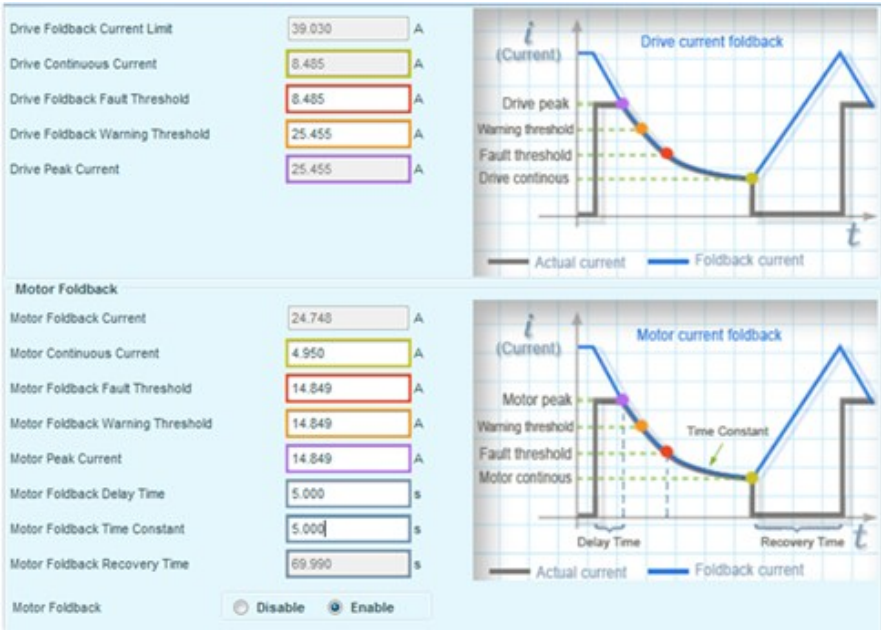 Drive Foldback Current Limit 39.030 A
Drive Continuous Current 8.485 A
Drive Foldback Fault Threshold 8.485 A
Drive Foldback Warning Threshold 25.455 A
Drive Peak Current 25.455 A
i
(Current)
Drive current foldback
Drive peak
Warning threshold
Fault threshold
Drive continous
t
Actual current Foldback current
Motor Foldback
Motor Foldback Current 24.748 A
Motor Continuous Current 4.950 A
Motor Foldback Fault Threshold 14.849 A
Motor Foldback Warning Threshold 14.849 A
Motor Peak Current 14.849 A
Motor Foldback Delay Time 5.000 s
Motor Foldback Time Constant 5.000 s
Motor Foldback Recovery Time 69.990 s
Motor Foldback Disable Enable
i
(Current)
Motor current foldback
Motor peak
Warning threshold
Time Constant
Fault threshold
Motor continous
Delay Time Recovery Time t
Actual current Foldback current